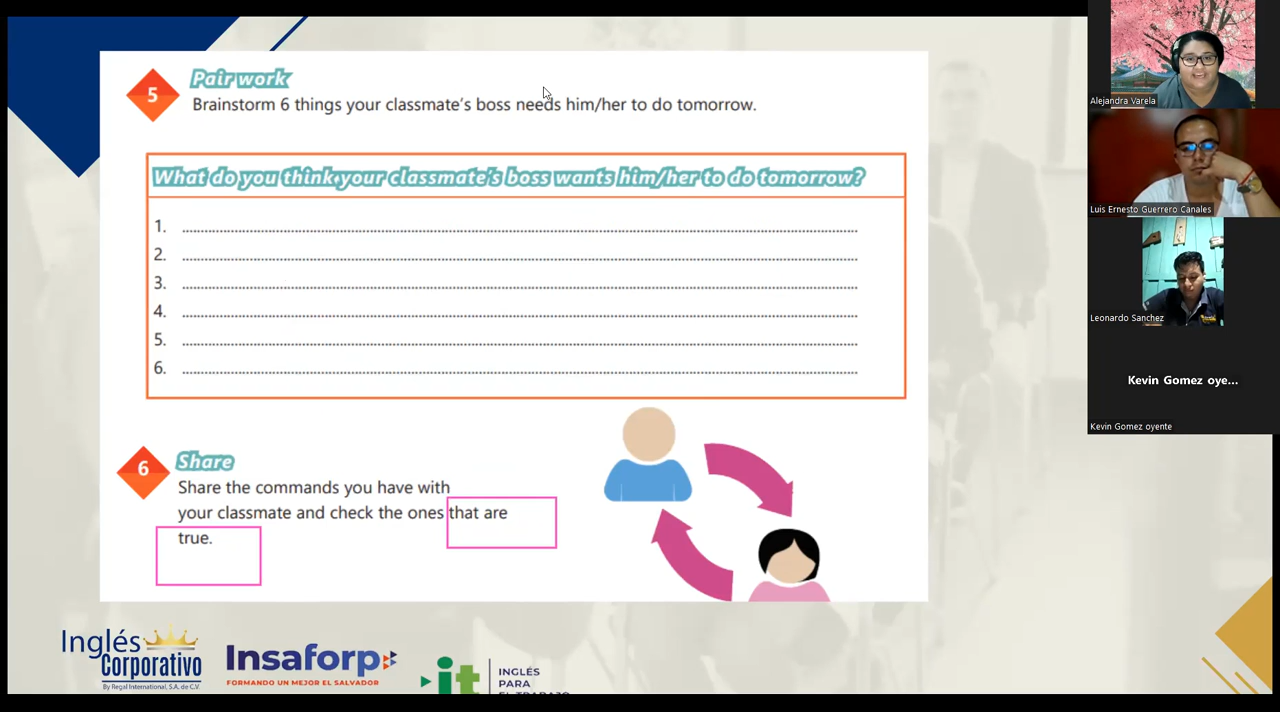 5
Pair work
Brainstorm 6 things your classmate's boss needs him/her to do tomorrow.
What do you think your classmate's boss wants him/her to do tomorrow?
1.
2.
3.
4.
5.
6.
6
Share
Share the commands you have with
your classmate and check the ones that are
true.
Inglés
Corporativo
By Regal International, S.A. de C.V.
Insaforp
FORMANDO UN MEJOR EL SALVADOR
it
INGLÉS
PARA
EL TRABAJO
Alejandra Varela
Luis Ernesto Guerrero Canales
Leonardo Sanchez
Kevin Gomez oye...
Kevin Gomez oyente